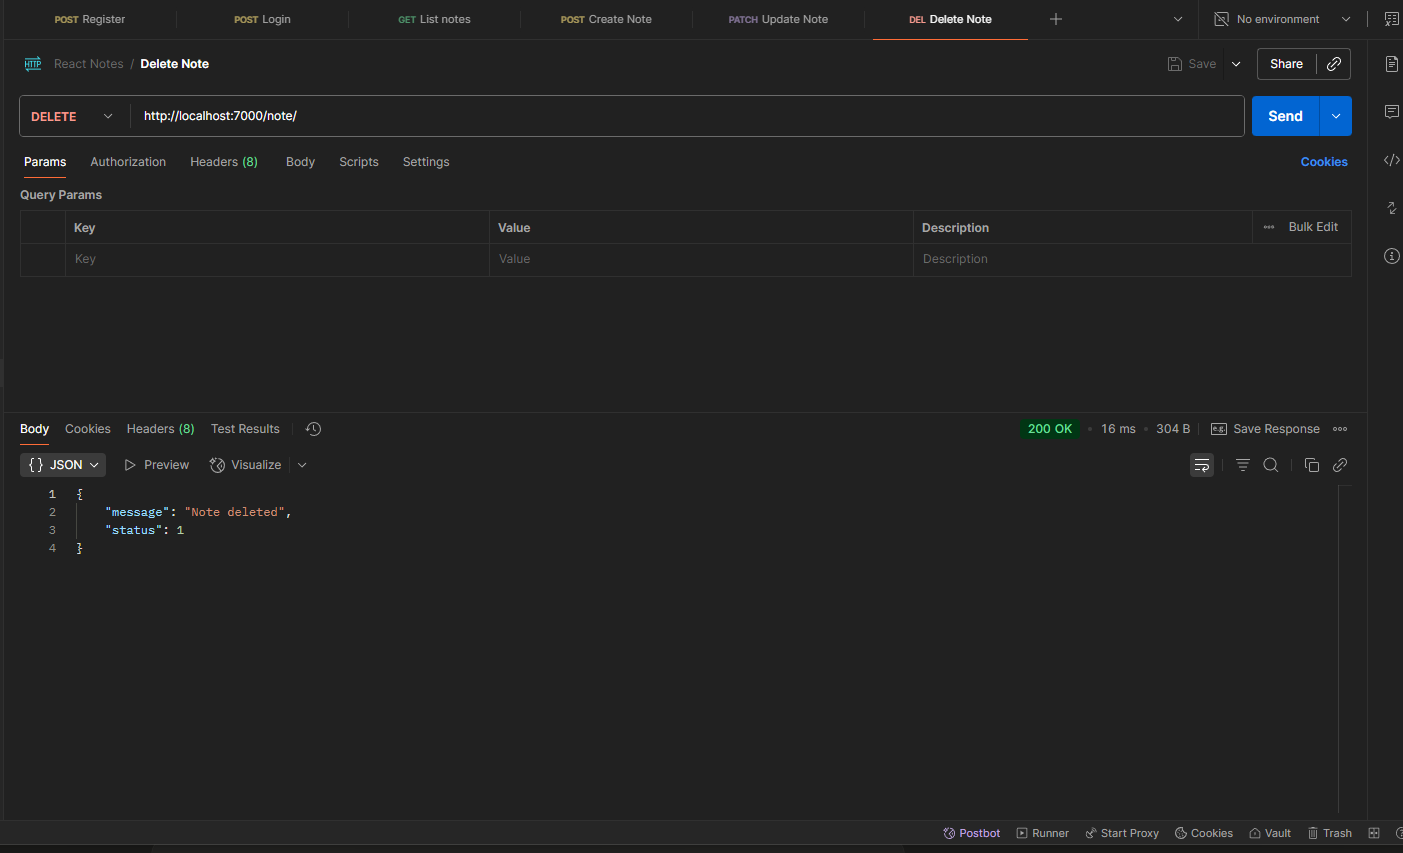 POST Register POST Login GET List notes POST Create Note PATCH Update Note DEL Delete Note No environment
HTTP React Notes / Delete Note Save Share
DELETE http://localhost:7000/note/ Send
Params Authorization Headers (8) Body Scripts Settings Cookies
Query Params
Key Value Description Bulk Edit
Key Value Description
Body Cookies Headers (8) Test Results 200 OK 16 ms 304 B e.g. Save Response
{} JSON Preview Visualize
1 {
2 "message": "Note deleted",
3 "status": 1
4 }
Postbot Runner Start Proxy Cookies Vault Trash